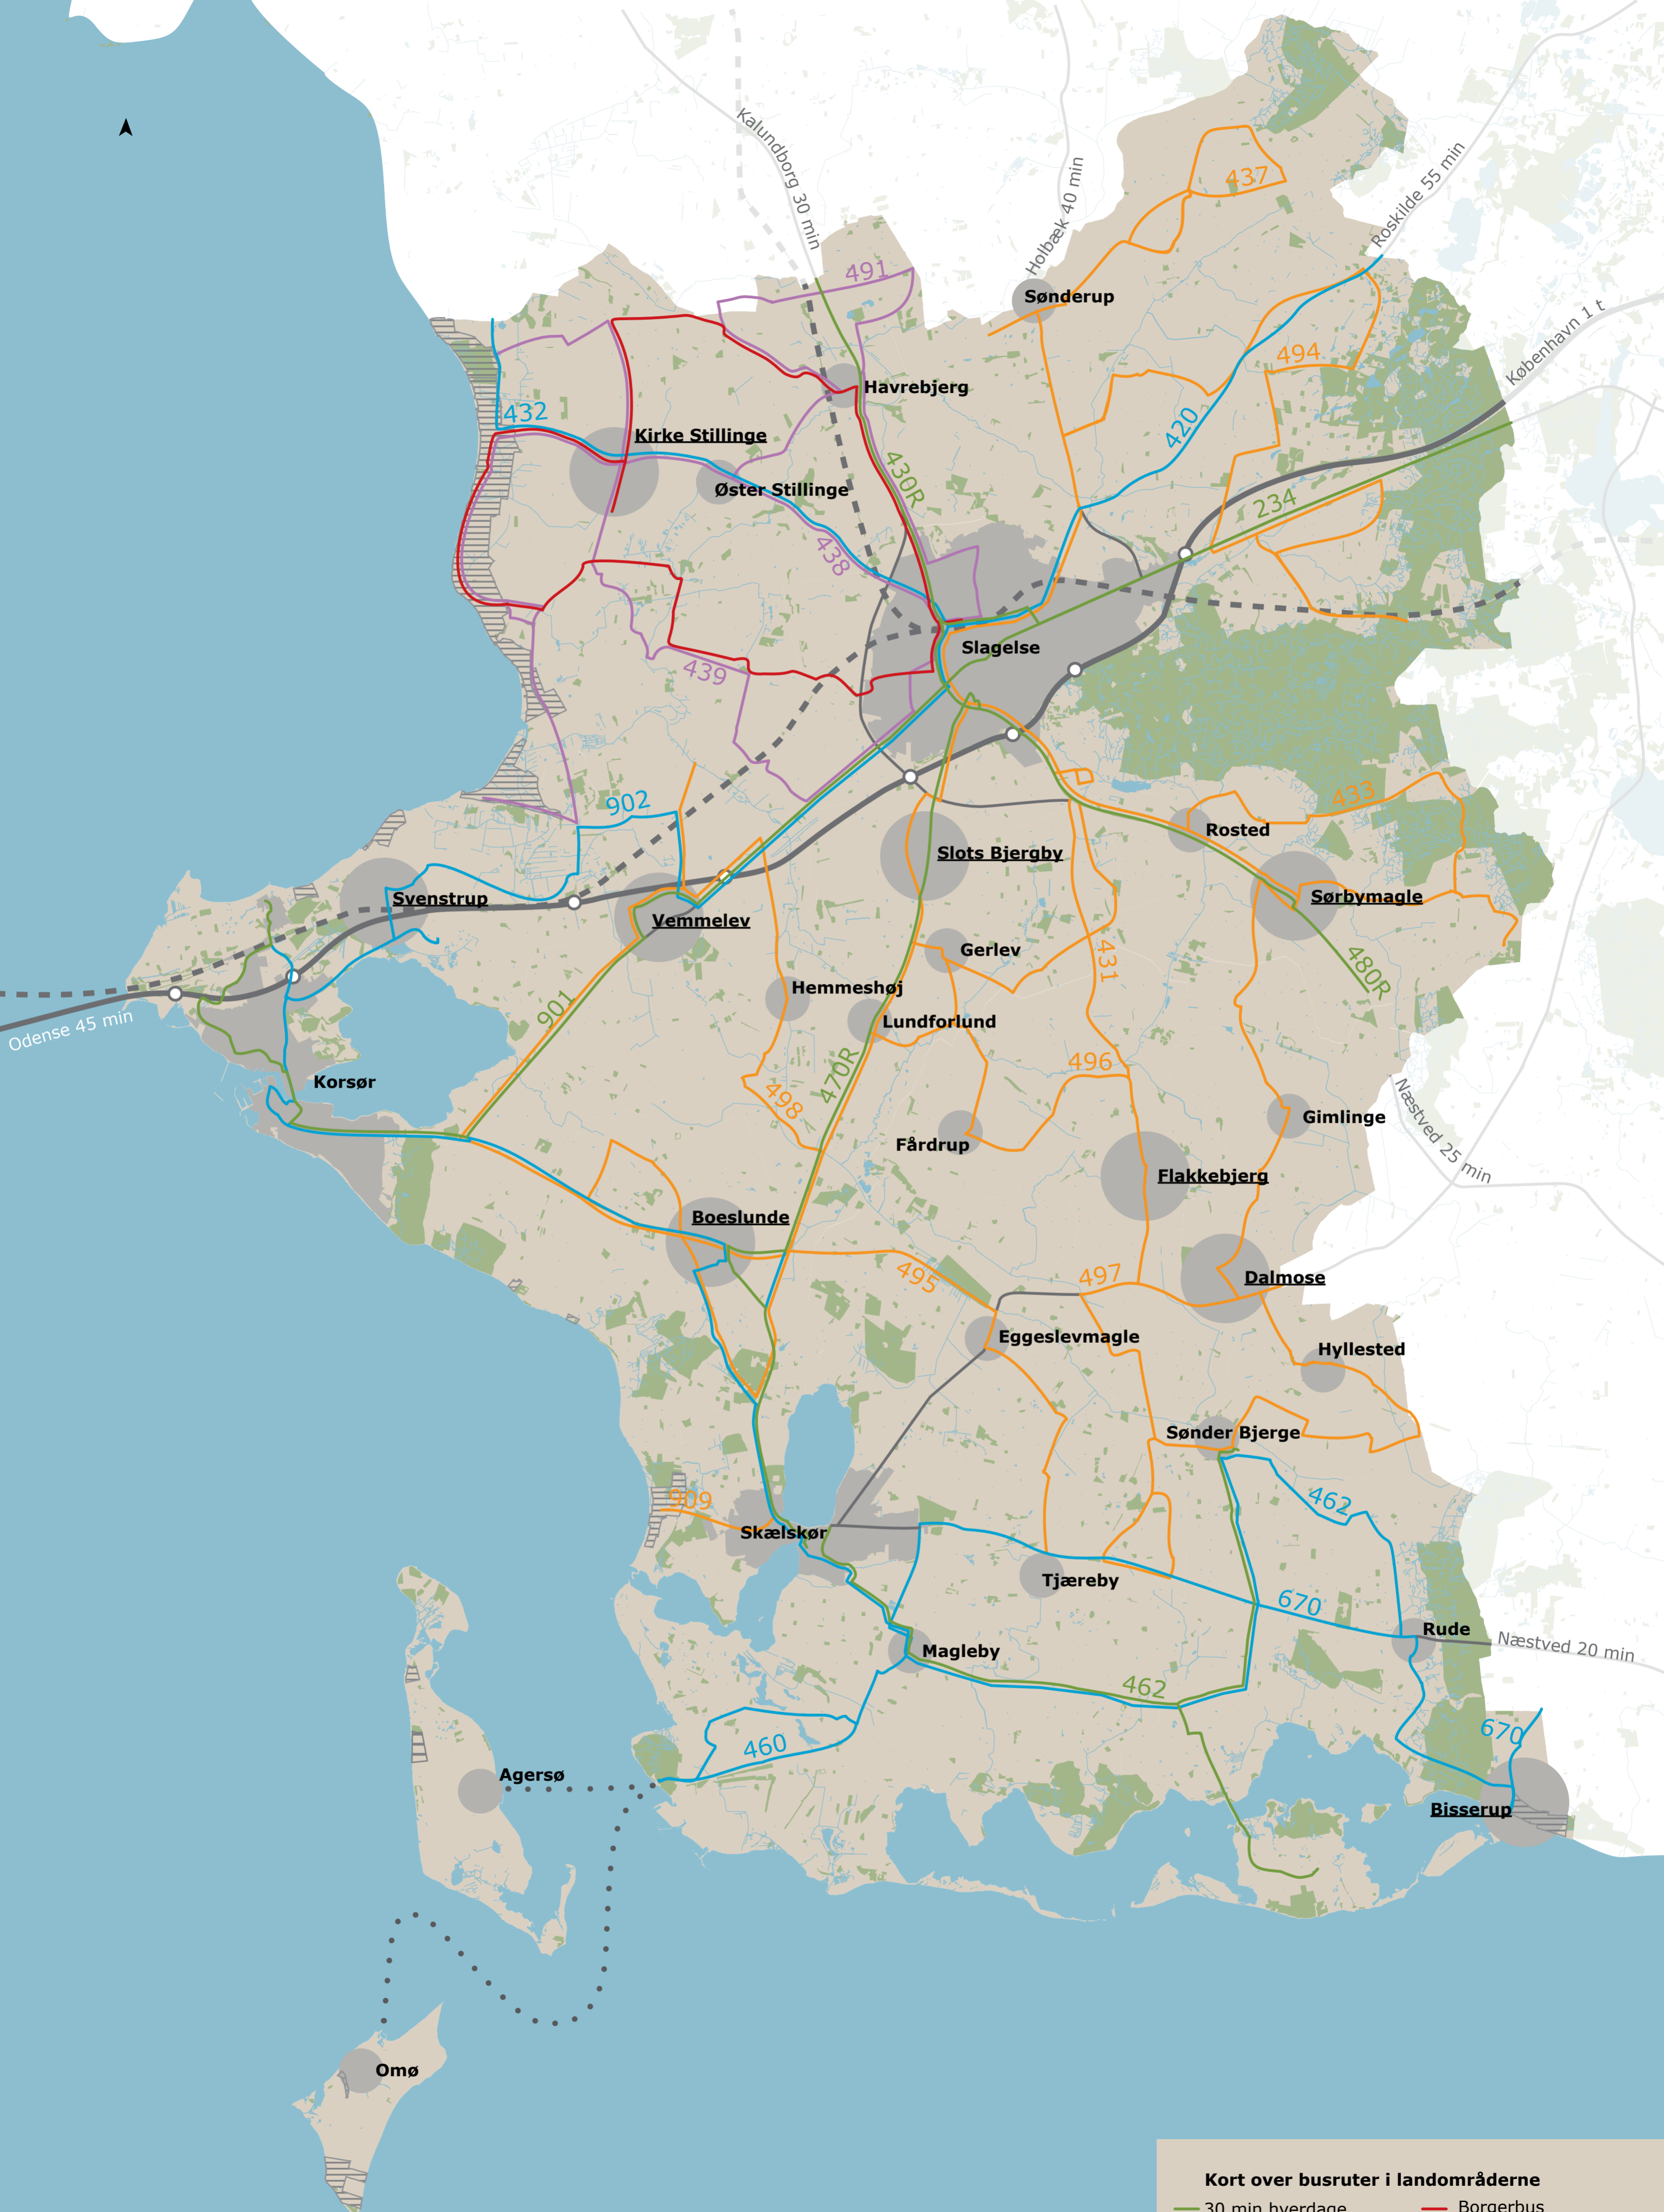 Kalundborg 30 min
Holbæk 40 min
437
Roskilde 55 min
491
Sønderup
København 1 t
494
Havrebjerg
432
Kirke Stillinge
420
430R
Øster Stillinge
234
438
Slagelse
439
902
433
Rosted
Slots Bjergby
Svenstrup
Sørbymagle
Vemmelev
Gerlev
431
480R
Hemmeshøj
901
Lundforlund
Odense 45 min
470R
496
Korsør
498
Gimlinge
Næstved 25 min
Fårdrup
Flakkebjerg
Boeslunde
495
497
Dalmose
Eggeslevmagle
Hyllested
Sønder Bjerge
909
462
Skælskør
Tjæreby
670
Rude
Næstved 20 min
Magleby
462
670
460
Agersø
Bisserup
Omø
Kort over busruter i landområderne
30 min hverdage
Borgerbus